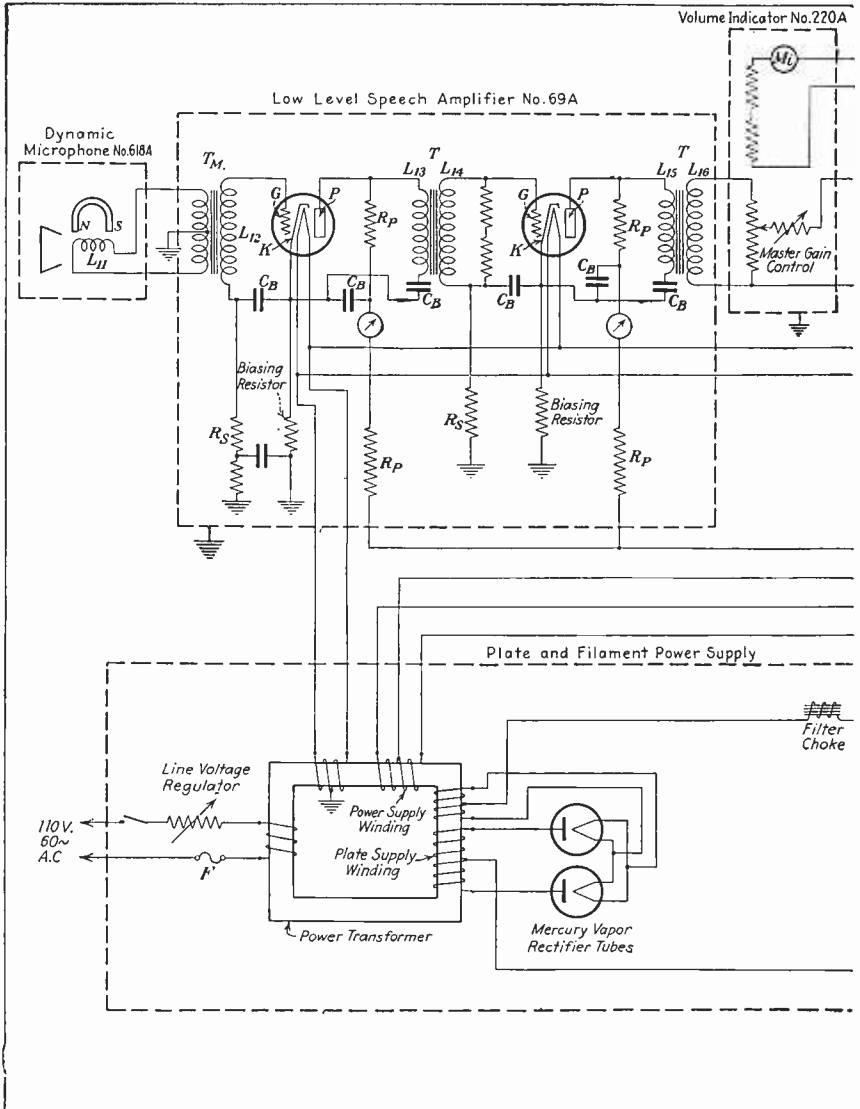 Volume Indicator No.220A
Mi
Low Level Speech Amplifier No.69A
Dynamic
Microphone No.618A
TM.
L13
T
L14
L15
T
L16
G
P
G
P
N
S
L11
L12
K
RP
K
RP
Master Gain
Control
CB
CB
CB
CB
CB
CB
Biasing
Resistor
Biasing
Resistor
RS
RP
RS
RP
Plate and Filament Power Supply
Filter
Choke
Line Voltage
Regulator
110V.
60~
A.C
F
Power Supply
Winding
Plate Supply
Winding
Power Transformer
Mercury Vapor
Rectifier Tubes